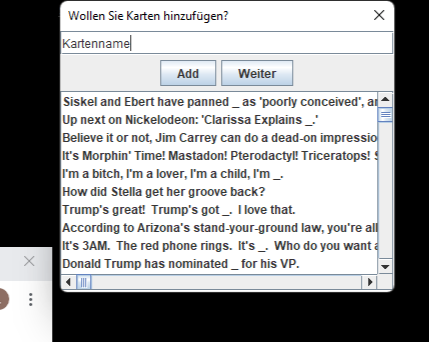 Wollen Sie Karten hinzufügen?
Kartenname
Add Weiter
Siskel and Ebert have panned _ as 'poorly conceived',
Up next on Nickelodeon: 'Clarissa Explains _.'
Believe it or not, Jim Carrey can do a dead-on impressio
It's Morphin' Time! Mastadon! Pterodactyl! Triceratops!
I'm a bitch, I'm a lover, I'm a child, I'm _.
How did Stella get her groove back?
Trump's great!  Trump's got _.  I love that.
According to Arizona's stand-your-ground law, you're all
It's 3AM.  The red phone rings.  It's _.  Who do you want
Donald Trump has nominated _ for his VP.